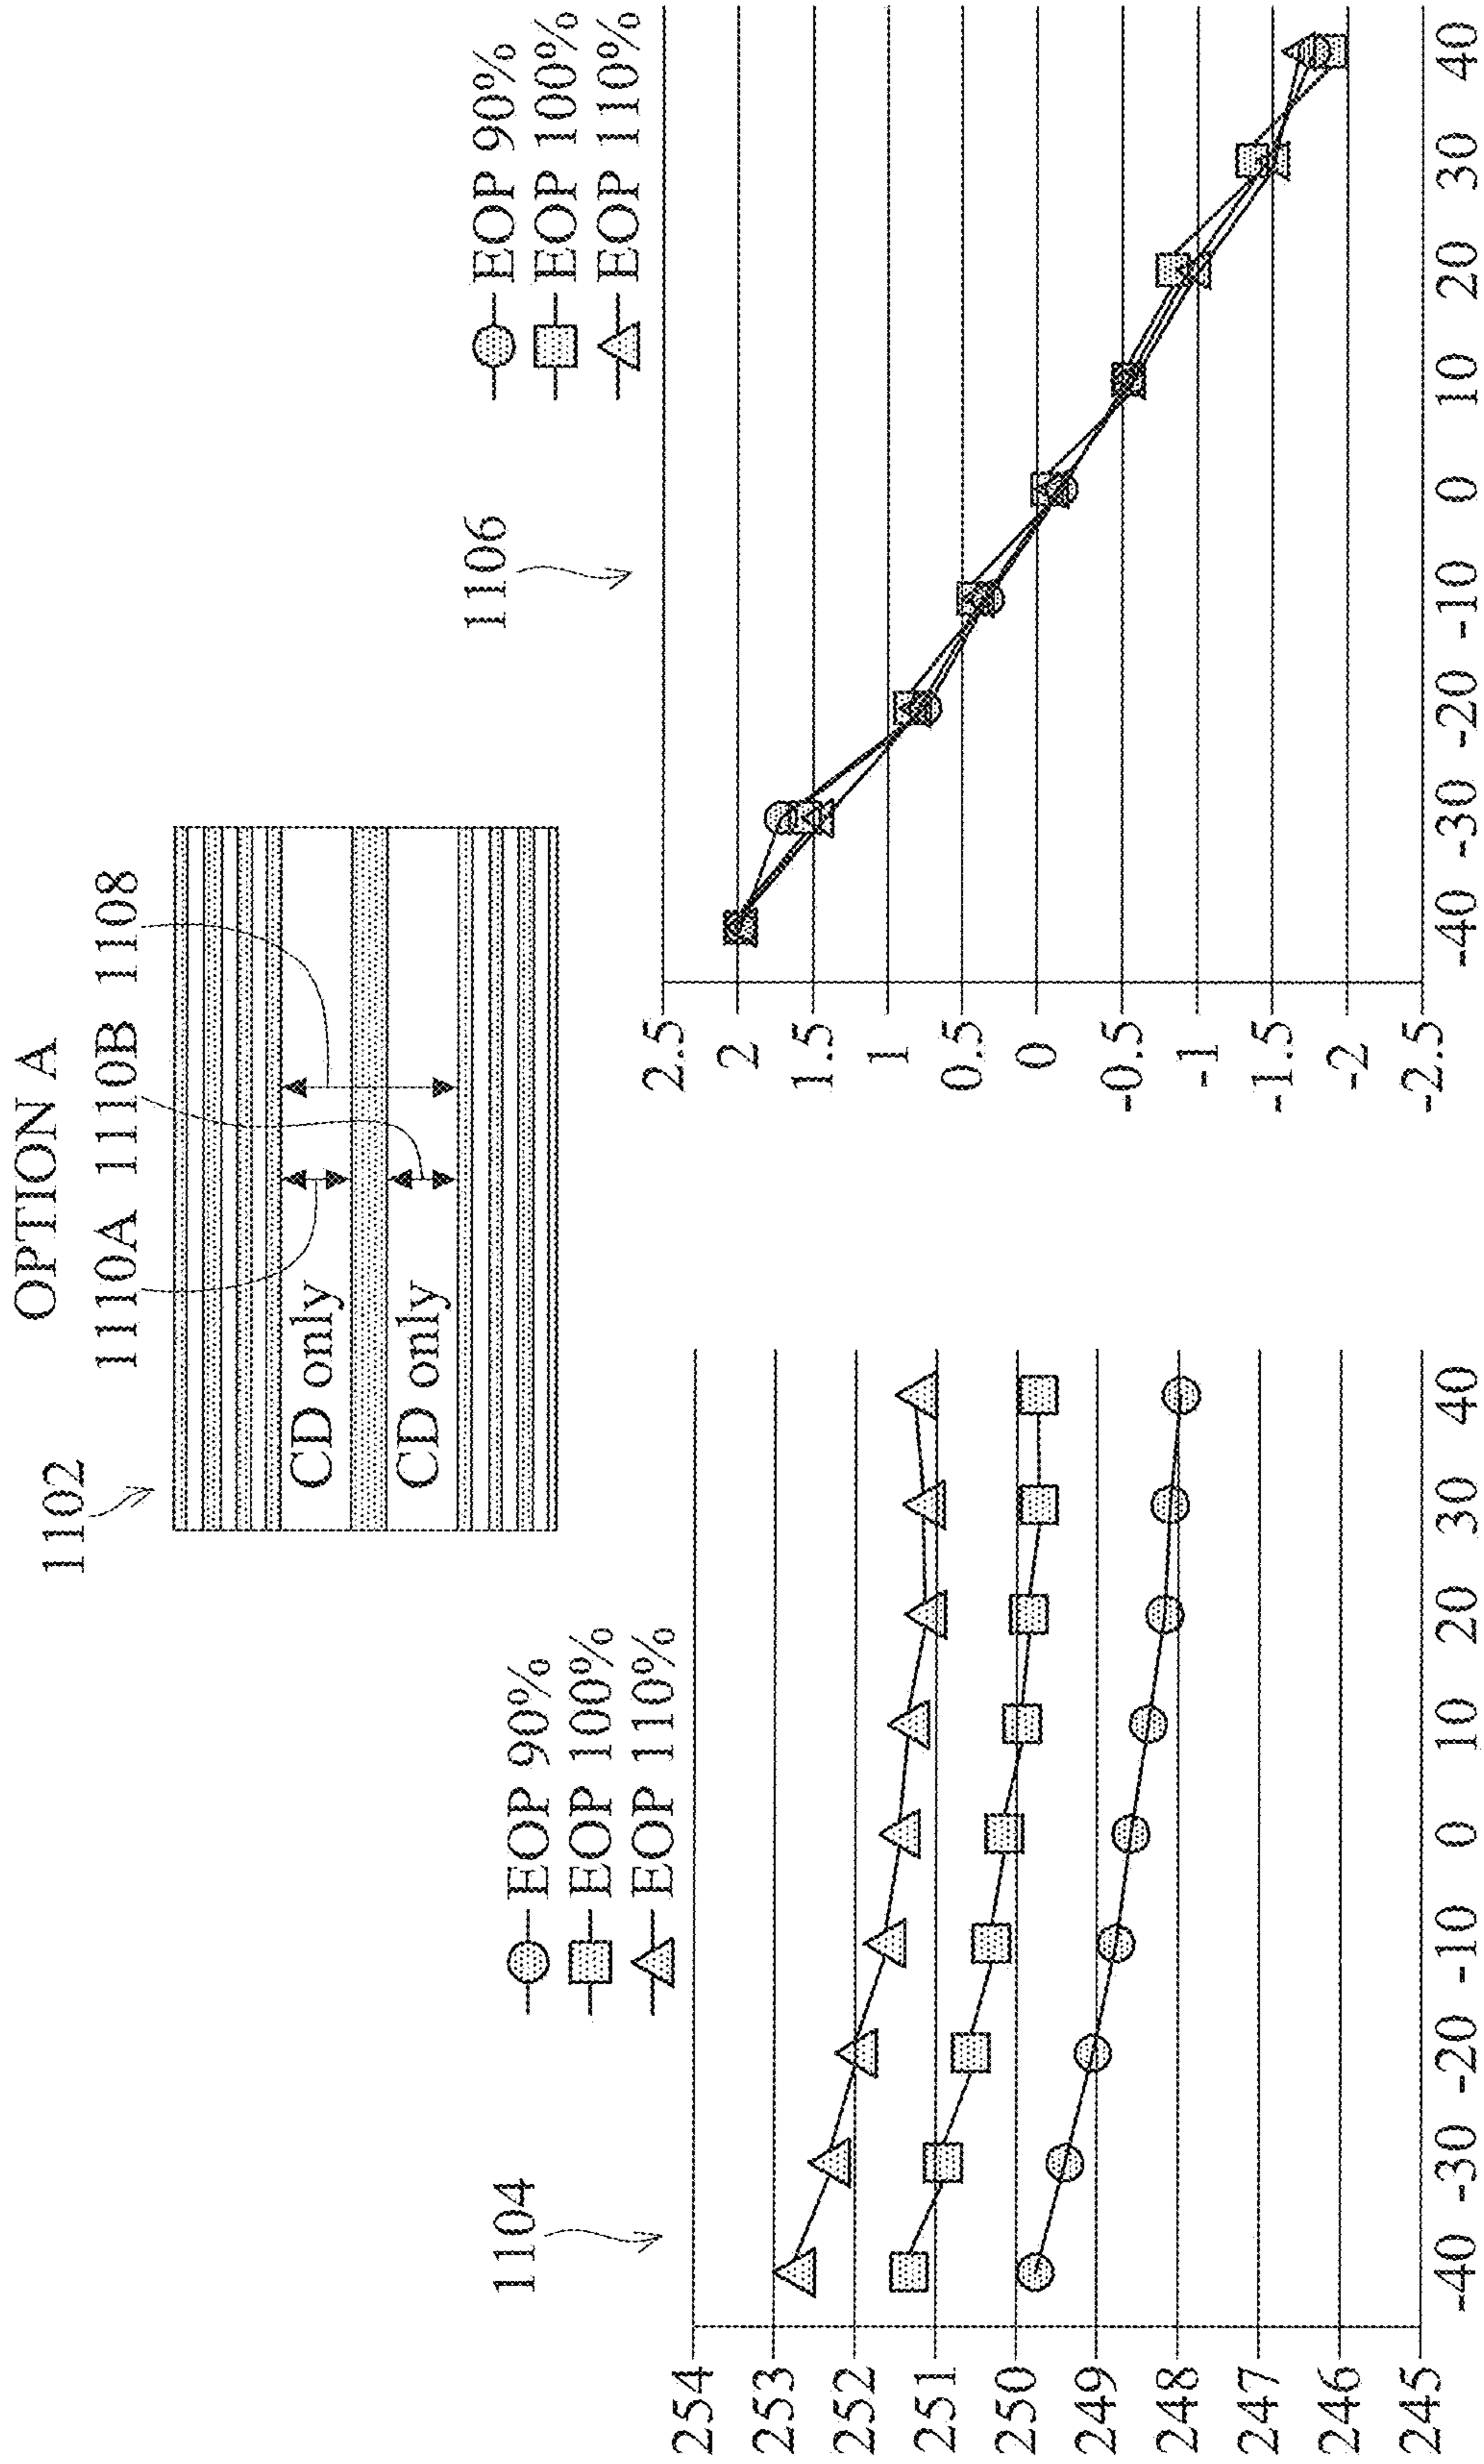 OPTION A
1102
1110A 1110B 1108
CD only
CD only
1104
EOP 90%
EOP 100%
EOP 110%
254
253
252
251
250
249
248
247
246
245
-40 -30 -20 -10 0 10 20 30 40
1106
EOP 90%
EOP 100%
EOP 110%
2.5
2
1.5
1
0.5
0
-0.5
-1
-1.5
-2
-2.5
-40 -30 -20 -10 0 10 20 30 40